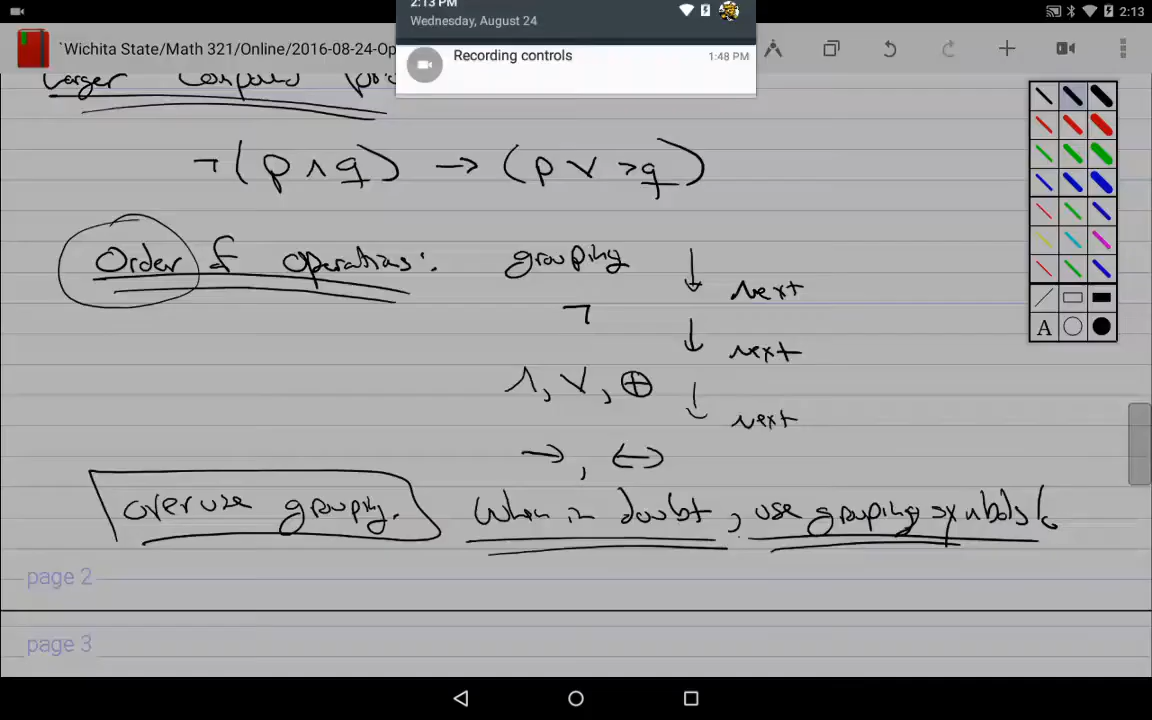 2:13 PM
Wednesday, August 24
2:13
Recording controls
1:48 PM
`Wichita State/Math 321/Online/2016-08-24-Op
Larger Compound
¬(p ∧ q) → (p ∨ ¬q)
Order of Operations: grouping ↓ next
¬ ↓ next
∧, ∨, ⊕ ↓ next
→, ↔
overuse grouping. When in doubt, use grouping symbols!
A
page 2
page 3